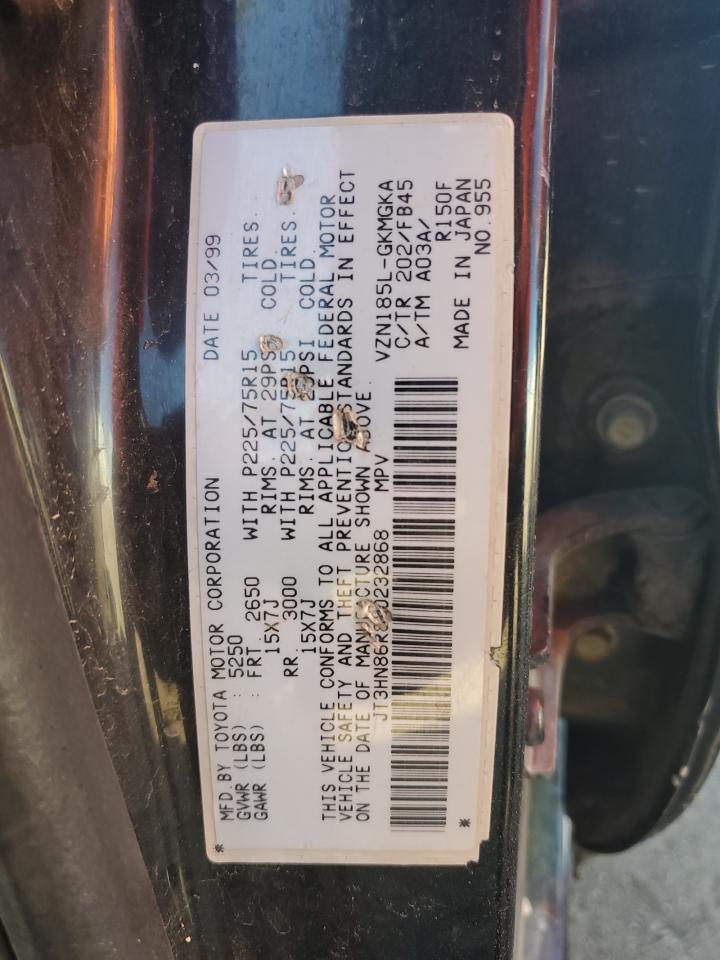 * MFD. BY TOYOTA MOTOR CORPORATION DATE 03/99
GVWR (LBS) : 5250
GAWR (LBS) : FRT. 2650 WITH P225/75R15 TIRES.
15X7J RIMS. AT 29PSI COLD
RR. 3000 WITH P225/75R15 TIRES.
15X7J RIMS. AT 29PSI COLD
THIS VEHICLE CONFORMS TO ALL APPLICABLE FEDERAL MOTOR
VEHICLE SAFETY AND THEFT PREVENTION STANDARDS IN EFFECT
ON THE DATE OF MANUFACTURE SHOWN ABOVE.
MPV VZN185L-GKMGKA
C/TR 202/FB45
A/TM A03A/
R150F
* MADE IN JAPAN
NO.955